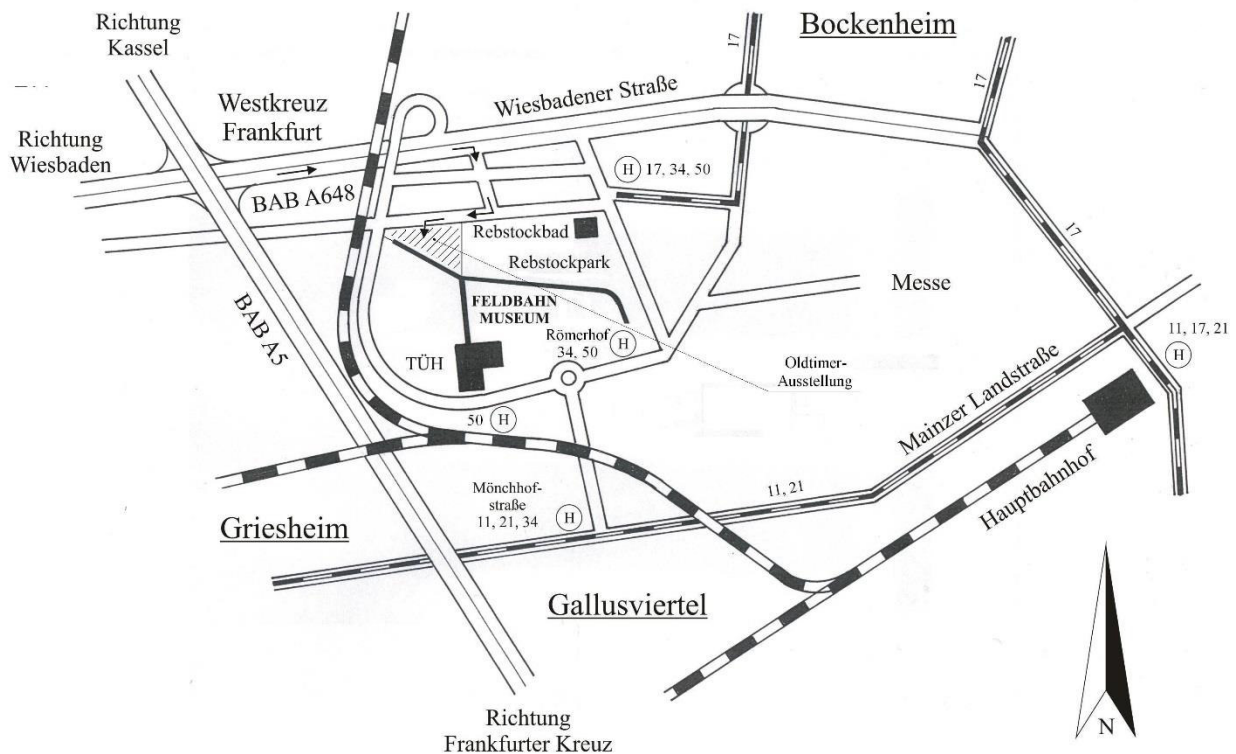 Richtung
Kassel
Bockenheim
17
17
Westkreuz
Frankfurt
Wiesbadener Straße
Richtung
Wiesbaden
BAB A648
H 17, 34, 50
Rebstockbad
Rebstockpark
17
FELDBAHN
MUSEUM
Messe
BAB A5
TÜH
Römerhof
34, 50
H
Oldtimer-
Ausstellung
11, 17, 21
H
50 H
Mainzer Landstraße
Mönchhof-
straße
11, 21, 34
H
11, 21
Hauptbahnhof
Griesheim
Gallusviertel
Richtung
Frankfurter Kreuz
N